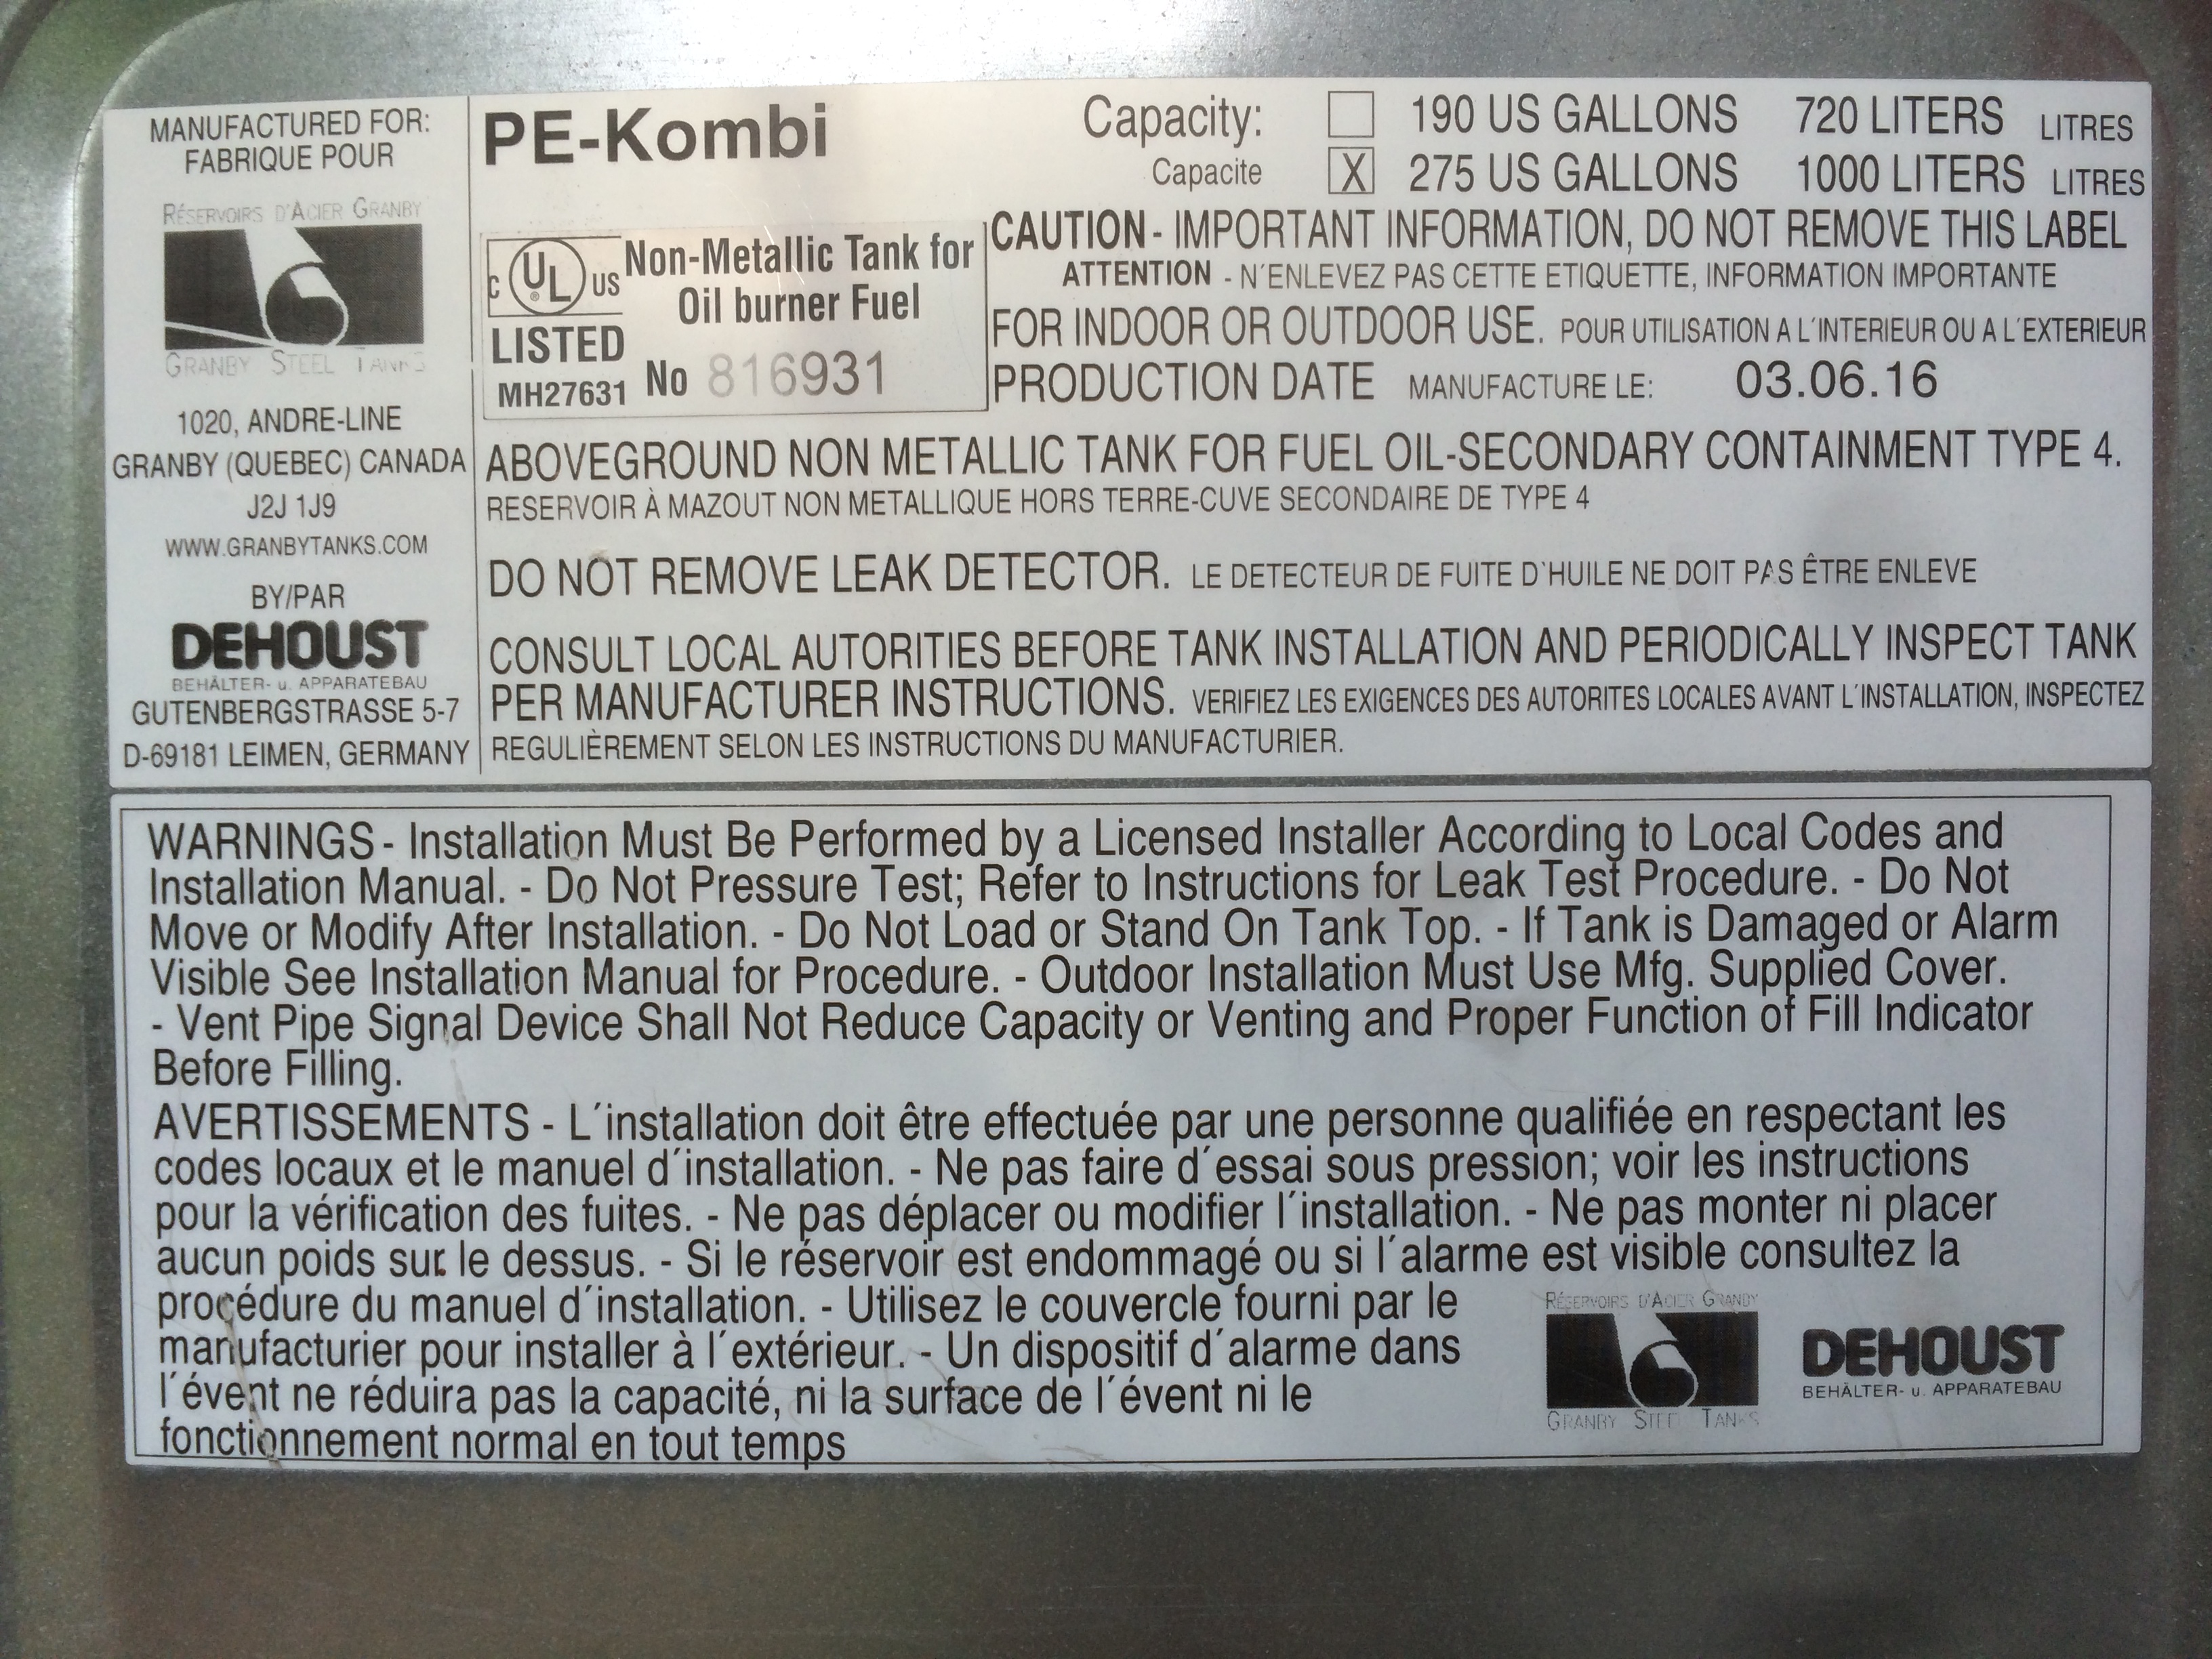 MANUFACTURED FOR:
FABRIQUE POUR
RÉSERVOIRS D'ACIER GRANBY
GRANBY STEEL TANKS
1020, ANDRE-LINE
GRANBY (QUEBEC) CANADA
J2J 1J9
WWW.GRANBYTANKS.COM
BY/PAR
DEHOUST
BEHÄLTER- u. APPARATEBAU
GUTENBERGSTRASSE 5-7
D-69181 LEIMEN, GERMANY
PE-Kombi
Capacity: 190 US GALLONS 720 LITERS LITRES
Capacite X 275 US GALLONS 1000 LITERS LITRES
C UL ® US Non-Metallic Tank for
Oil burner Fuel
LISTED
MH27631 No 816931
CAUTION - IMPORTANT INFORMATION, DO NOT REMOVE THIS LABEL
ATTENTION - N'ENLEVEZ PAS CETTE ETIQUETTE, INFORMATION IMPORTANTE
FOR INDOOR OR OUTDOOR USE. POUR UTILISATION A L'INTERIEUR OU A L'EXTERIEUR
PRODUCTION DATE MANUFACTURE LE: 03.06.16
ABOVEGROUND NON METALLIC TANK FOR FUEL OIL-SECONDARY CONTAINMENT TYPE 4.
RESERVOIR À MAZOUT NON METALLIQUE HORS TERRE-CUVE SECONDAIRE DE TYPE 4
DO NOT REMOVE LEAK DETECTOR. LE DETECTEUR DE FUITE D'HUILE NE DOIT PAS ÊTRE ENLEVE
CONSULT LOCAL AUTORITIES BEFORE TANK INSTALLATION AND PERIODICALLY INSPECT TANK
PER MANUFACTURER INSTRUCTIONS. VERIFIEZ LES EXIGENCES DES AUTORITES LOCALES AVANT L'INSTALLATION, INSPECTEZ
REGULIÈREMENT SELON LES INSTRUCTIONS DU MANUFACTURIER.
WARNINGS - Installation Must Be Performed by a Licensed Installer According to Local Codes and
Installation Manual. - Do Not Pressure Test; Refer to Instructions for Leak Test Procedure. - Do Not
Move or Modify After Installation. - Do Not Load or Stand On Tank Top. - If Tank is Damaged or Alarm
Visible See Installation Manual for Procedure. - Outdoor Installation Must Use Mfg. Supplied Cover.
- Vent Pipe Signal Device Shall Not Reduce Capacity or Venting and Proper Function of Fill Indicator
Before Filling.
AVERTISSEMENTS - L´installation doit être effectuée par une personne qualifiée en respectant les
codes locaux et le manuel d´installation. - Ne pas faire d´essai sous pression; voir les instructions
pour la vérification des fuites. - Ne pas déplacer ou modifier l´installation. - Ne pas monter ni placer
aucun poids sur le dessus. - Si le réservoir est endommagé ou si l´alarme est visible consultez la
procédure du manuel d´installation. - Utilisez le couvercle fourni par le
manufacturier pour installer à l´extérieur. - Un dispositif d´alarme dans
l´évent ne réduira pas la capacité, ni la surface de l´évent ni le
fonctionnement normal en tout temps
RÉSERVOIRS D'ACIER GRANBY
GRANBY STEEL TANKS
DEHOUST
BEHÄLTER- u. APPARATEBAU